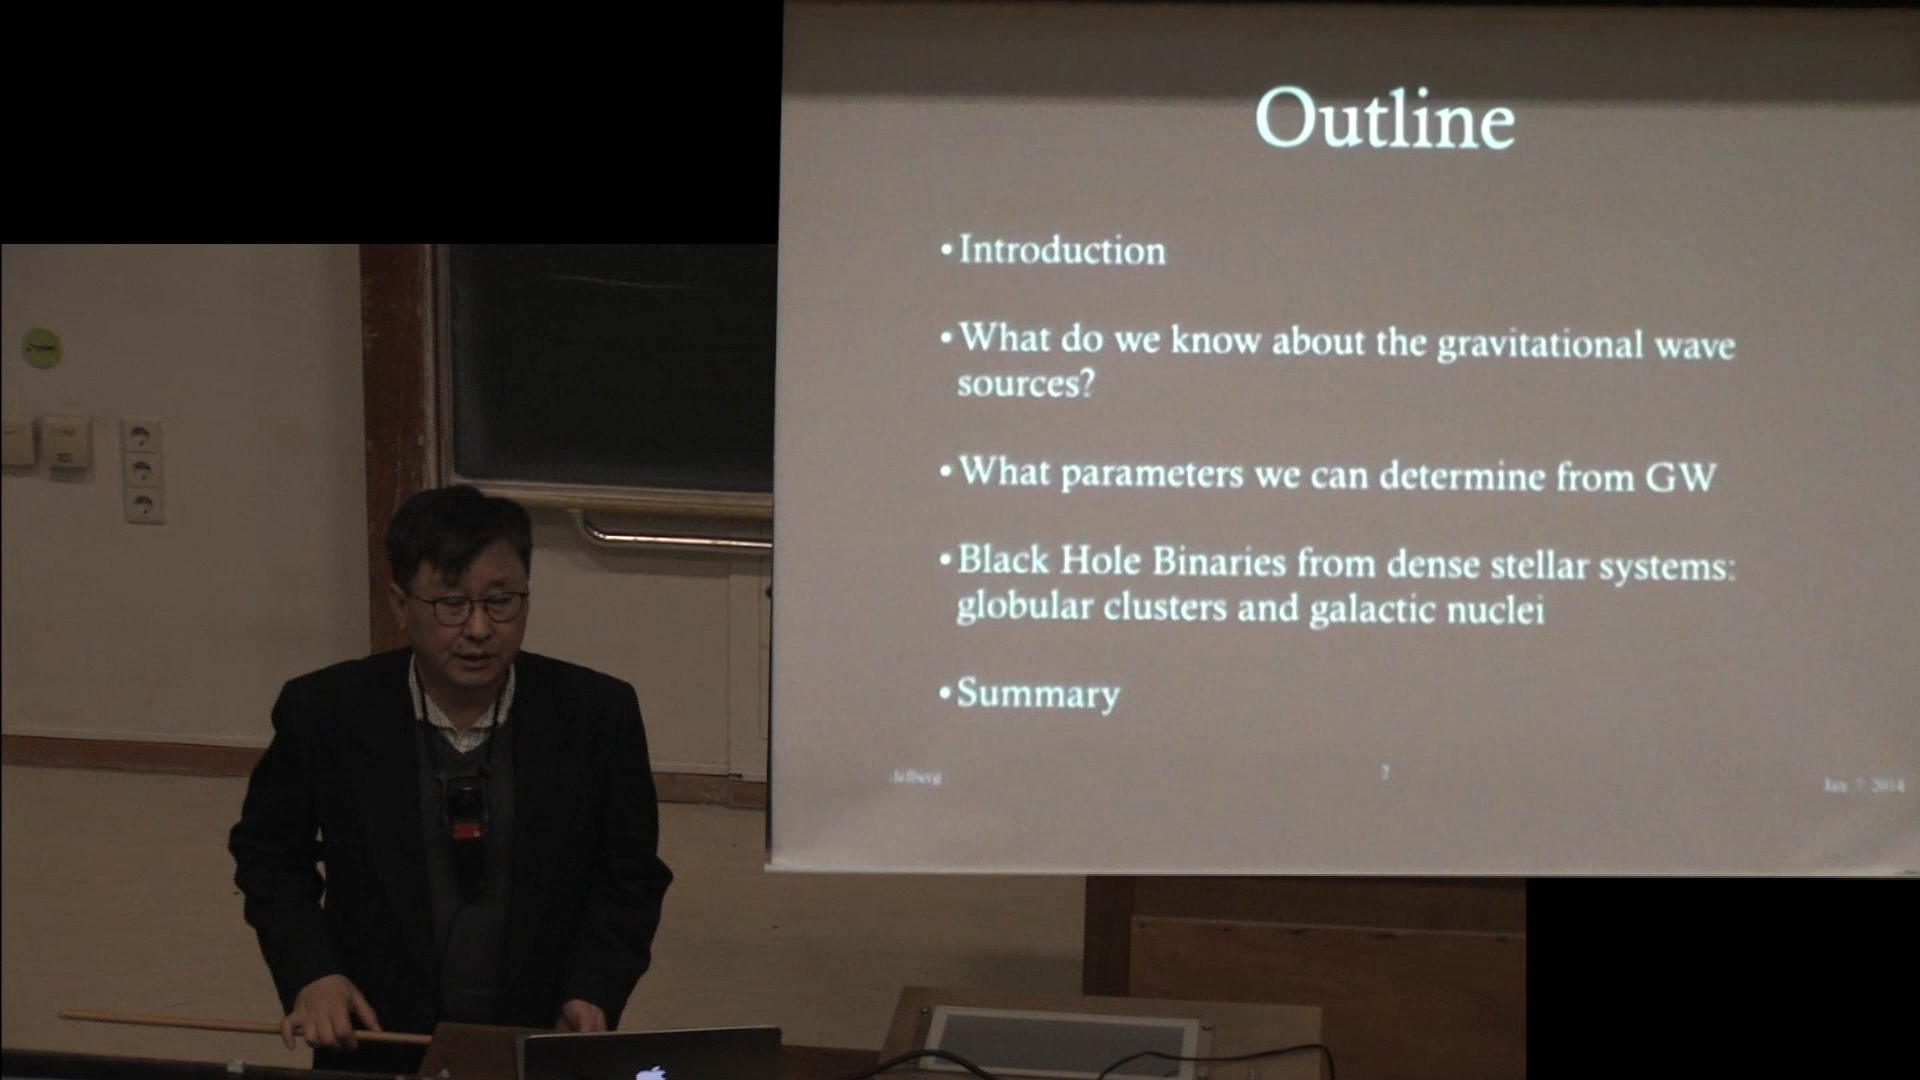 Outline
• Introduction
• What do we know about the gravitational wave
sources?
• What parameters we can determine from GW
• Black Hole Binaries from dense stellar systems:
globular clusters and galactic nuclei
• Summary
2